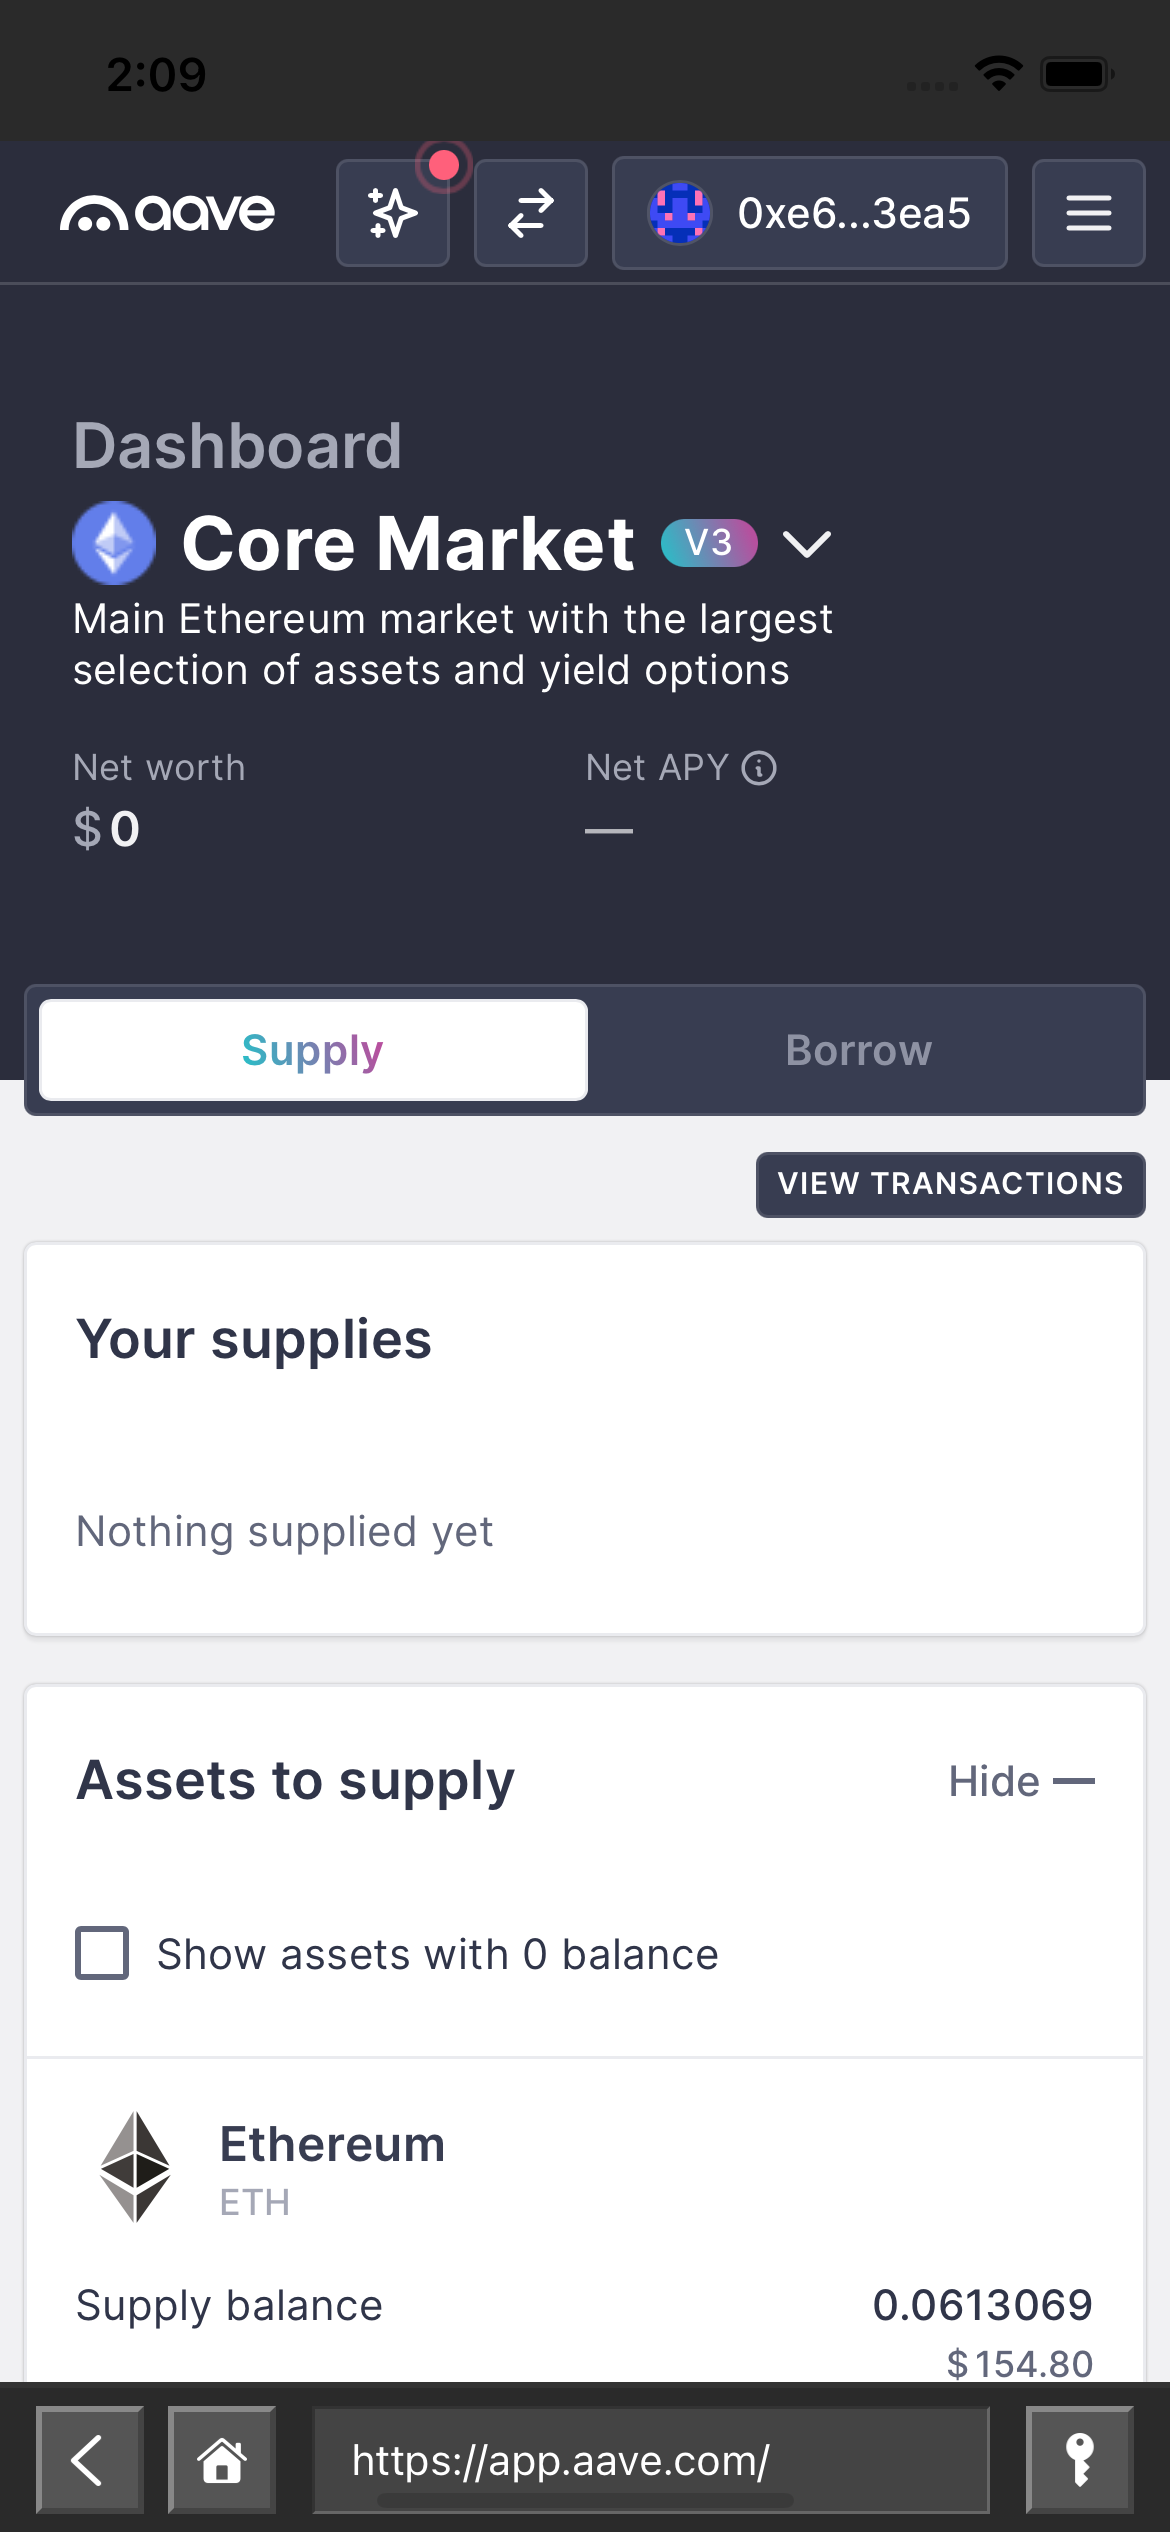 2:09
aave
0xe6...3ea5
Dashboard
Core Market V3
Main Ethereum market with the largest
selection of assets and yield options
Net worth
Net APY
$0
—
Supply
Borrow
VIEW TRANSACTIONS
Your supplies
Nothing supplied yet
Assets to supply
Hide —
Show assets with 0 balance
Ethereum
ETH
Supply balance
0.0613069
$154.80
https://app.aave.com/